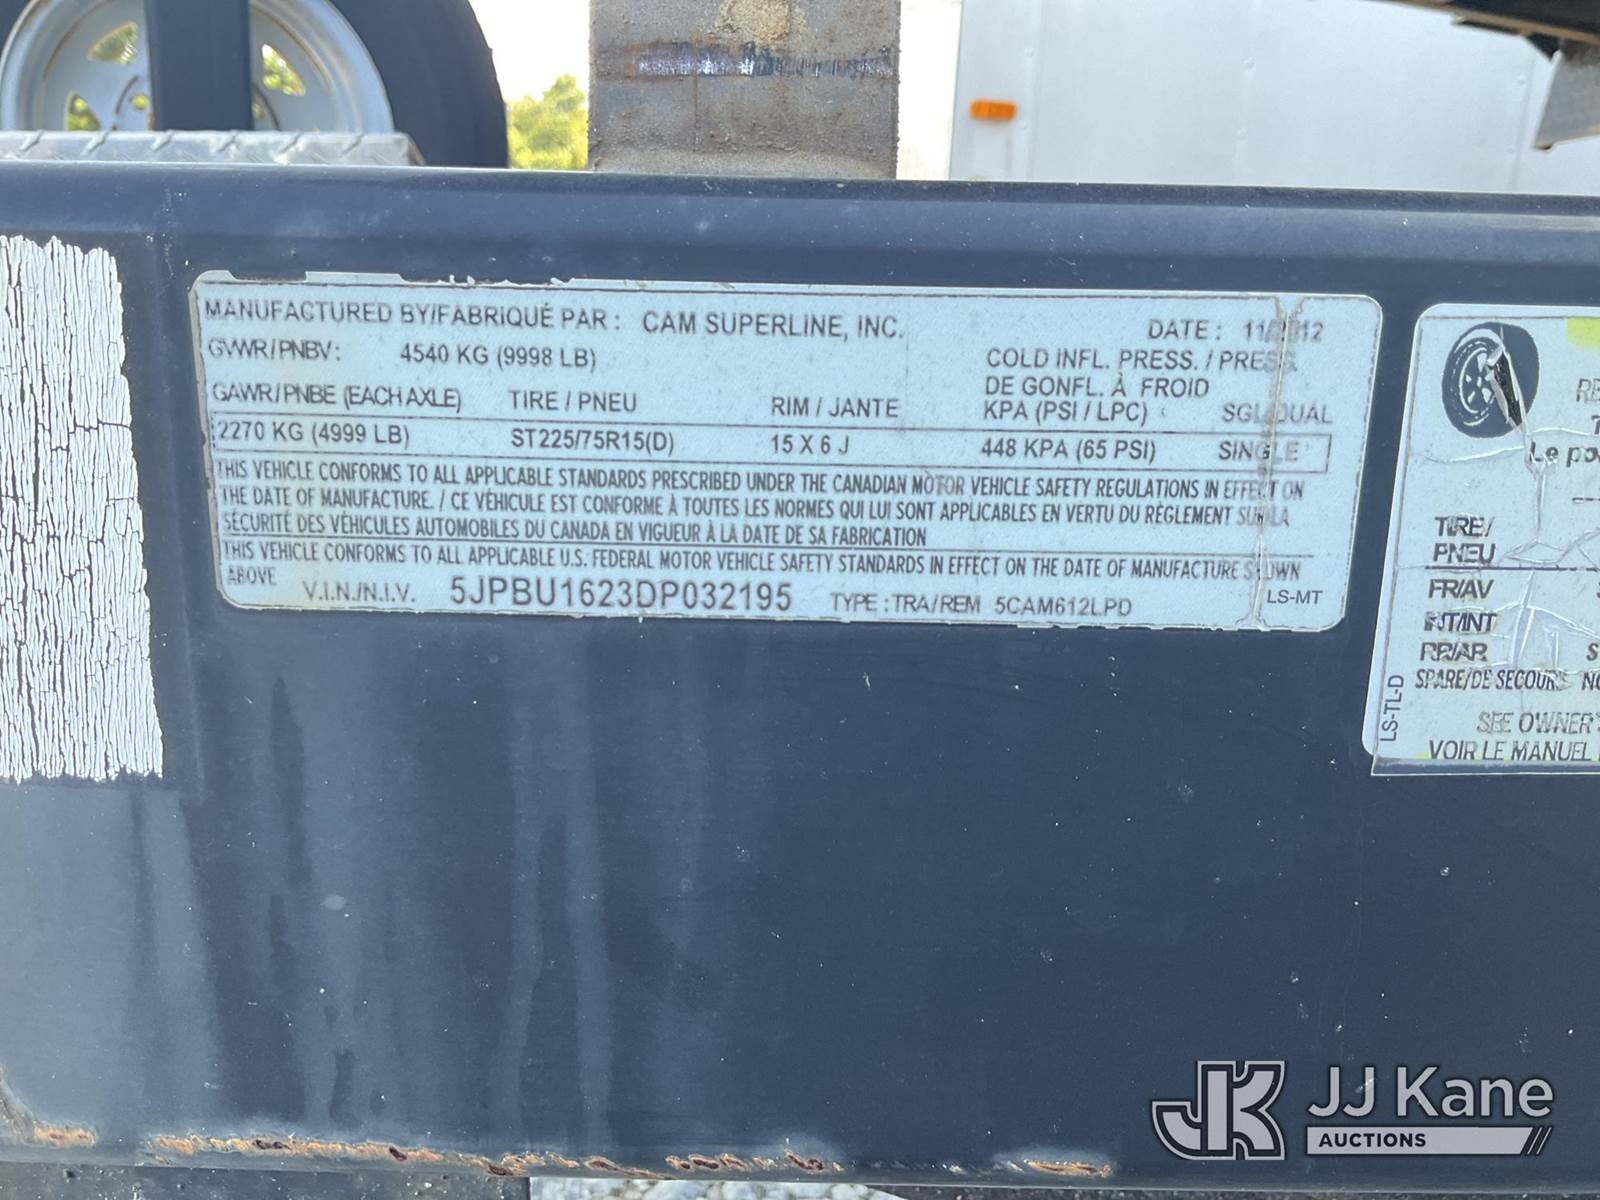 MANUFACTURED BY/FABRIQUÉ PAR : CAM SUPERLINE, INC. DATE : 11/2012
GVWR/PNBV: 4540 KG (9998 LB) COLD INFL. PRESS. / PRESS.
DE GONFL. À FROID
GAWR/PNBE (EACH AXLE) TIRE / PNEU RIM / JANTE KPA (PSI / LPC) SGL/DUAL
2270 KG (4999 LB) ST225/75R15(D) 15 X 6 J 448 KPA (65 PSI) SINGLE
THIS VEHICLE CONFORMS TO ALL APPLICABLE STANDARDS PRESCRIBED UNDER THE CANADIAN MOTOR VEHICLE SAFETY REGULATIONS IN EFFECT ON
THE DATE OF MANUFACTURE. / CE VÉHICULE EST CONFORME À TOUTES LES NORMES QUI LUI SONT APPLICABLES EN VERTU DU RÉGLEMENT SUR LA
SÉCURITÉ DES VÉHICULES AUTOMOBILES DU CANADA EN VIGUEUR À LA DATE DE SA FABRICATION
THIS VEHICLE CONFORMS TO ALL APPLICABLE U.S. FEDERAL MOTOR VEHICLE SAFETY STANDARDS IN EFFECT ON THE DATE OF MANUFACTURE SHOWN
ABOVE V.I.N./N.I.V. 5JPBU1623DP032195 TYPE : TRA/REM 5CAM612LPD LS-MT
Le
TIRE/
PNEU
FR/AV
INT/INT
RR/AR
SPARE/DE SECOURS
SEE OWNER'S
VOIR LE MANUEL
LS-TL-D
JK JJ Kane
AUCTIONS